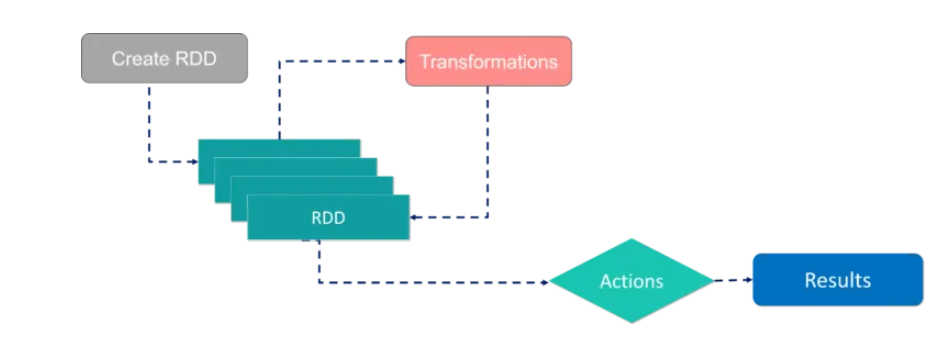 Create RDD
Transformations
RDD
Actions
Results